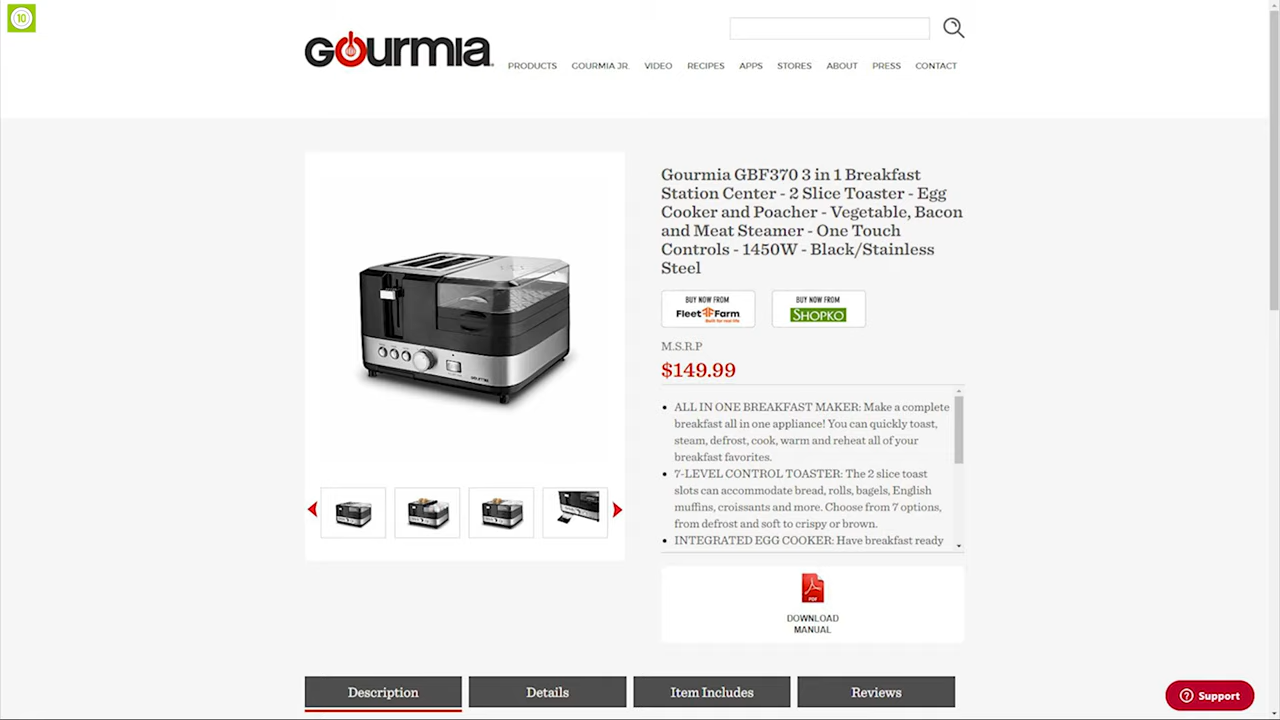 10
GOURMIA
PRODUCTS GOURMIA JR. VIDEO RECIPES APPS STORES ABOUT PRESS CONTACT
Gourmia GBF370 3 in 1 Breakfast
Station Center - 2 Slice Toaster - Egg
Cooker and Poacher - Vegetable, Bacon
and Meat Steamer - One Touch
Controls - 1450W - Black/Stainless
Steel
BUY NOW FROM
Fleet Farm
Built for real life
BUY NOW FROM
SHOPKO
M.S.R.P
$149.99
• ALL IN ONE BREAKFAST MAKER: Make a complete
breakfast all in one appliance! You can quickly toast,
steam, defrost, cook, warm and reheat all of your
breakfast favorites.
• 7-LEVEL CONTROL TOASTER: The 2 slice toast
slots can accommodate bread, rolls, bagels, English
muffins, croissants and more. Choose from 7 options,
from defrost and soft to crispy or brown.
• INTEGRATED EGG COOKER: Have breakfast ready
PDF
DOWNLOAD
MANUAL
Description Details Item Includes Reviews
Support